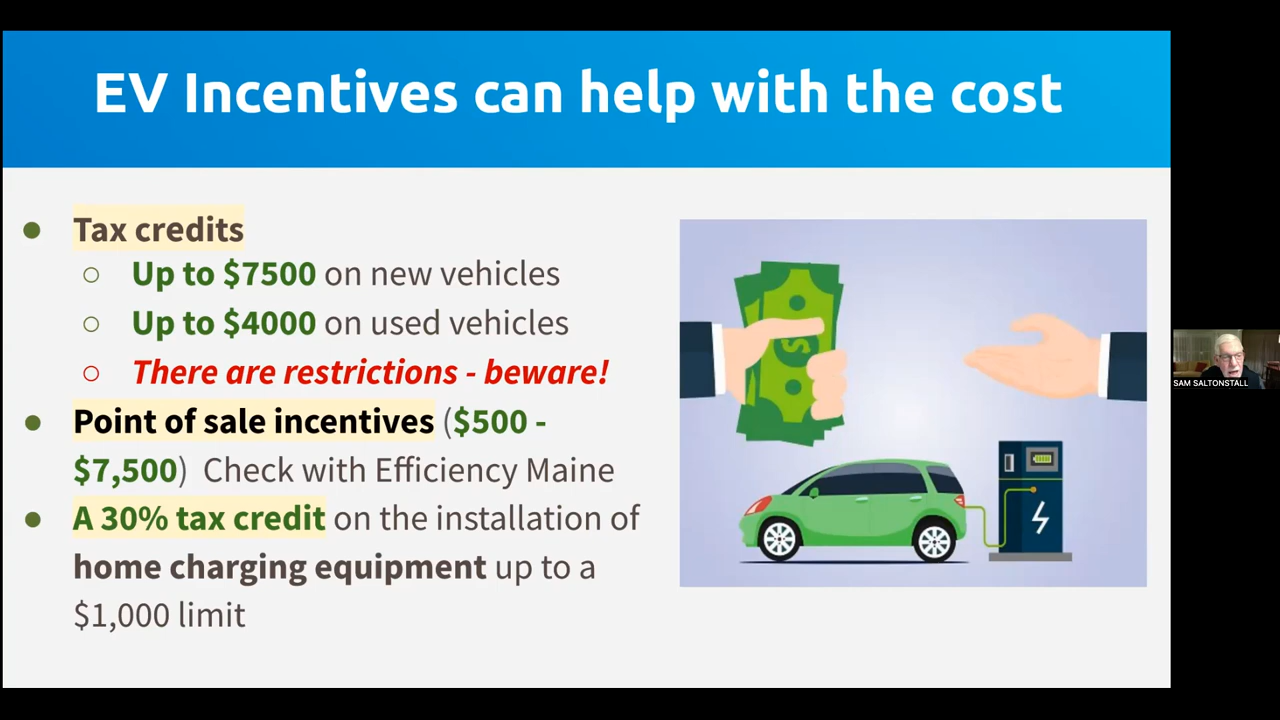 EV Incentives can help with the cost
● Tax credits
○ Up to $7500 on new vehicles
○ Up to $4000 on used vehicles
○ There are restrictions - beware!
● Point of sale incentives ($500 -
$7,500) Check with Efficiency Maine
● A 30% tax credit on the installation of
home charging equipment up to a
$1,000 limit
$
SAM SALTONSTALL